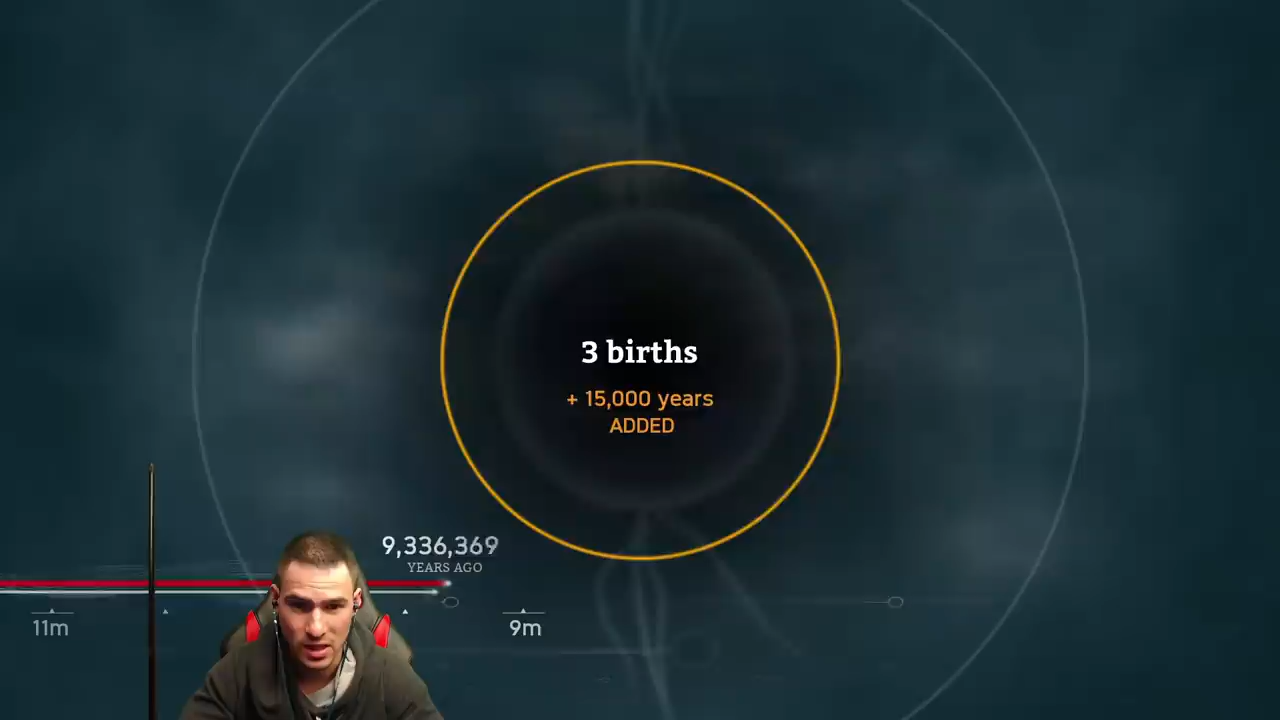 3 births
+ 15,000 years
ADDED
9,336,369
YEARS AGO
11m
9m